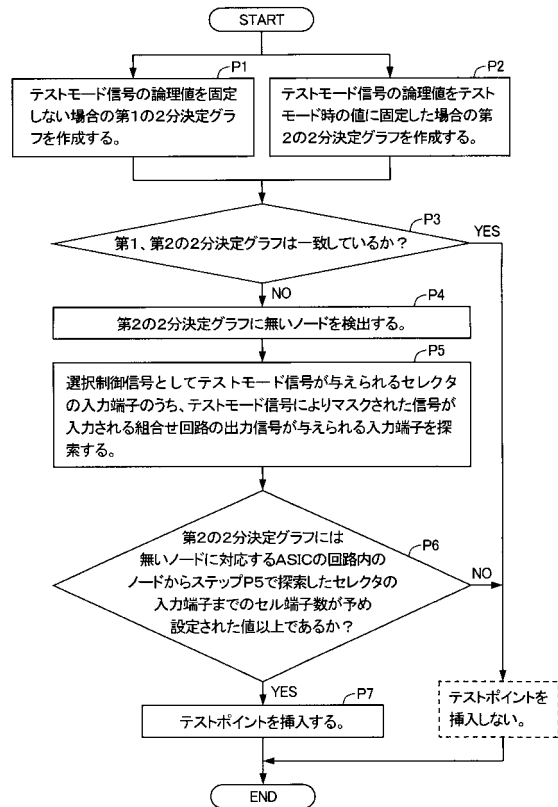 START
P1
テストモード信号の論理値を固定
しない場合の第1の2分決定グラ
フを作成する。
P2
テストモード信号の論理値をテスト
モード時の値に固定した場合の第
2の2分決定グラフを作成する。
P3
第1、第2の2分決定グラフは一致しているか?
YES
NO
P4
第2の2分決定グラフに無いノードを検出する。
P5
選択制御信号としてテストモード信号が与えられるセレクタ
の入力端子のうち、テストモード信号によりマスクされた信号が
入力される組合せ回路の出力信号が与えられる入力端子を探
索する。
P6
第2の2分決定グラフには
無いノードに対応するASICの回路内の
ノードからステップP5で探索したセレクタの
入力端子までのセル端子数が予め
設定された値以上であるか?
NO
YES
P7
テストポイントを挿入する。
テストポイントを
挿入しない。
END